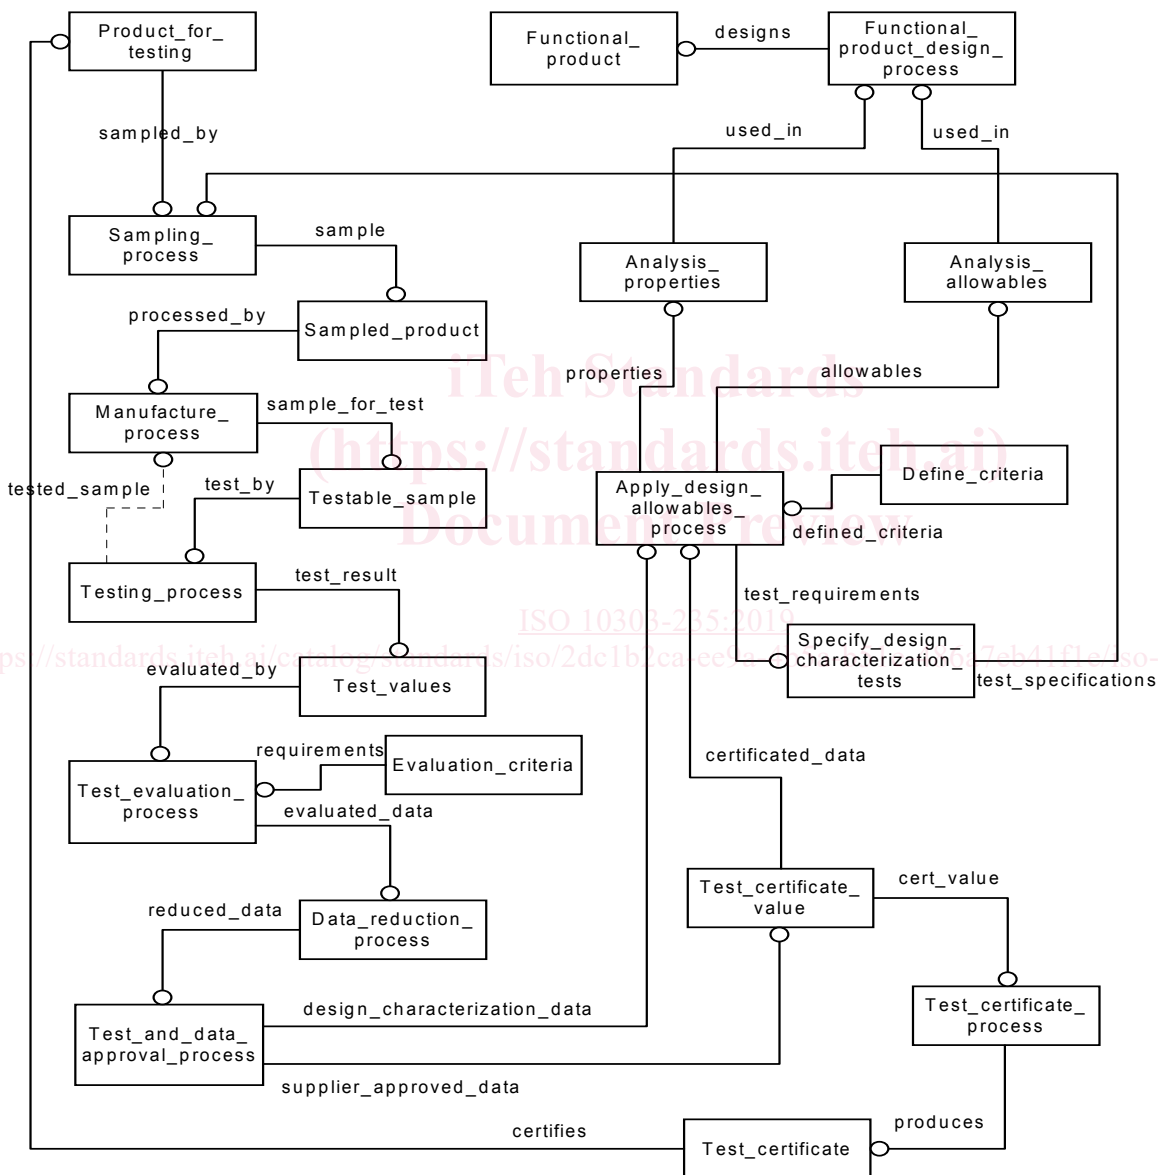 Product_for_
testing
Functional_
product
designs
Functional_
product_design_
process
sampled_by
used_in
used_in
Sampling_
process
sample
Analysis_
properties
Analysis_
allowables
processed_by
Sampled_product
iTeh Standards
properties
allowables
Manufacture_
process
sample_for_test
(https://standards.iteh.ai)
tested_sample
test_by
Testable_sample
Apply_design_
allowables_
process
Define_criteria
defined_criteria
Document Preview
Testing_process
test_result
test_requirements
ISO 10303-235:2019
Specify_design_
characterization_
tests
test_specifications
evaluated_by
Test_values
requirements
Evaluation_criteria
certificated_data
Test_evaluation_
process
evaluated_data
Test_certificate_
value
cert_value
reduced_data
Data_reduction_
process
design_characterization_data
Test_and_data_
approval_process
Test_certificate_
process
supplier_approved_data
certifies
Test_certificate
produces